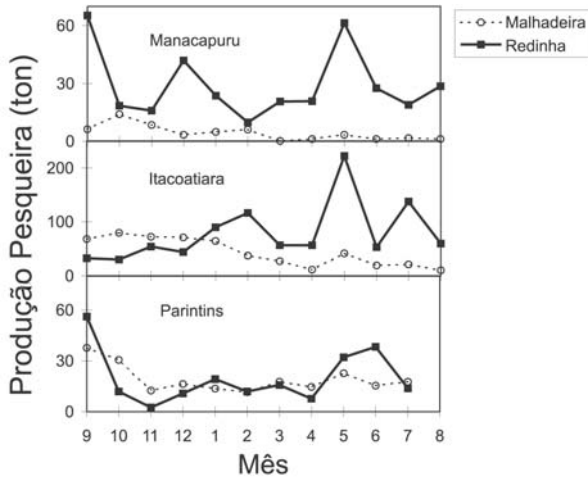 Malhadeira
Redinha
Produção Pesqueira (ton)
60
30
0
Manacapuru
200
100
0
Itacoatiara
60
30
0
Parintins
9 10 11 12 1 2 3 4 5 6 7 8
Mês